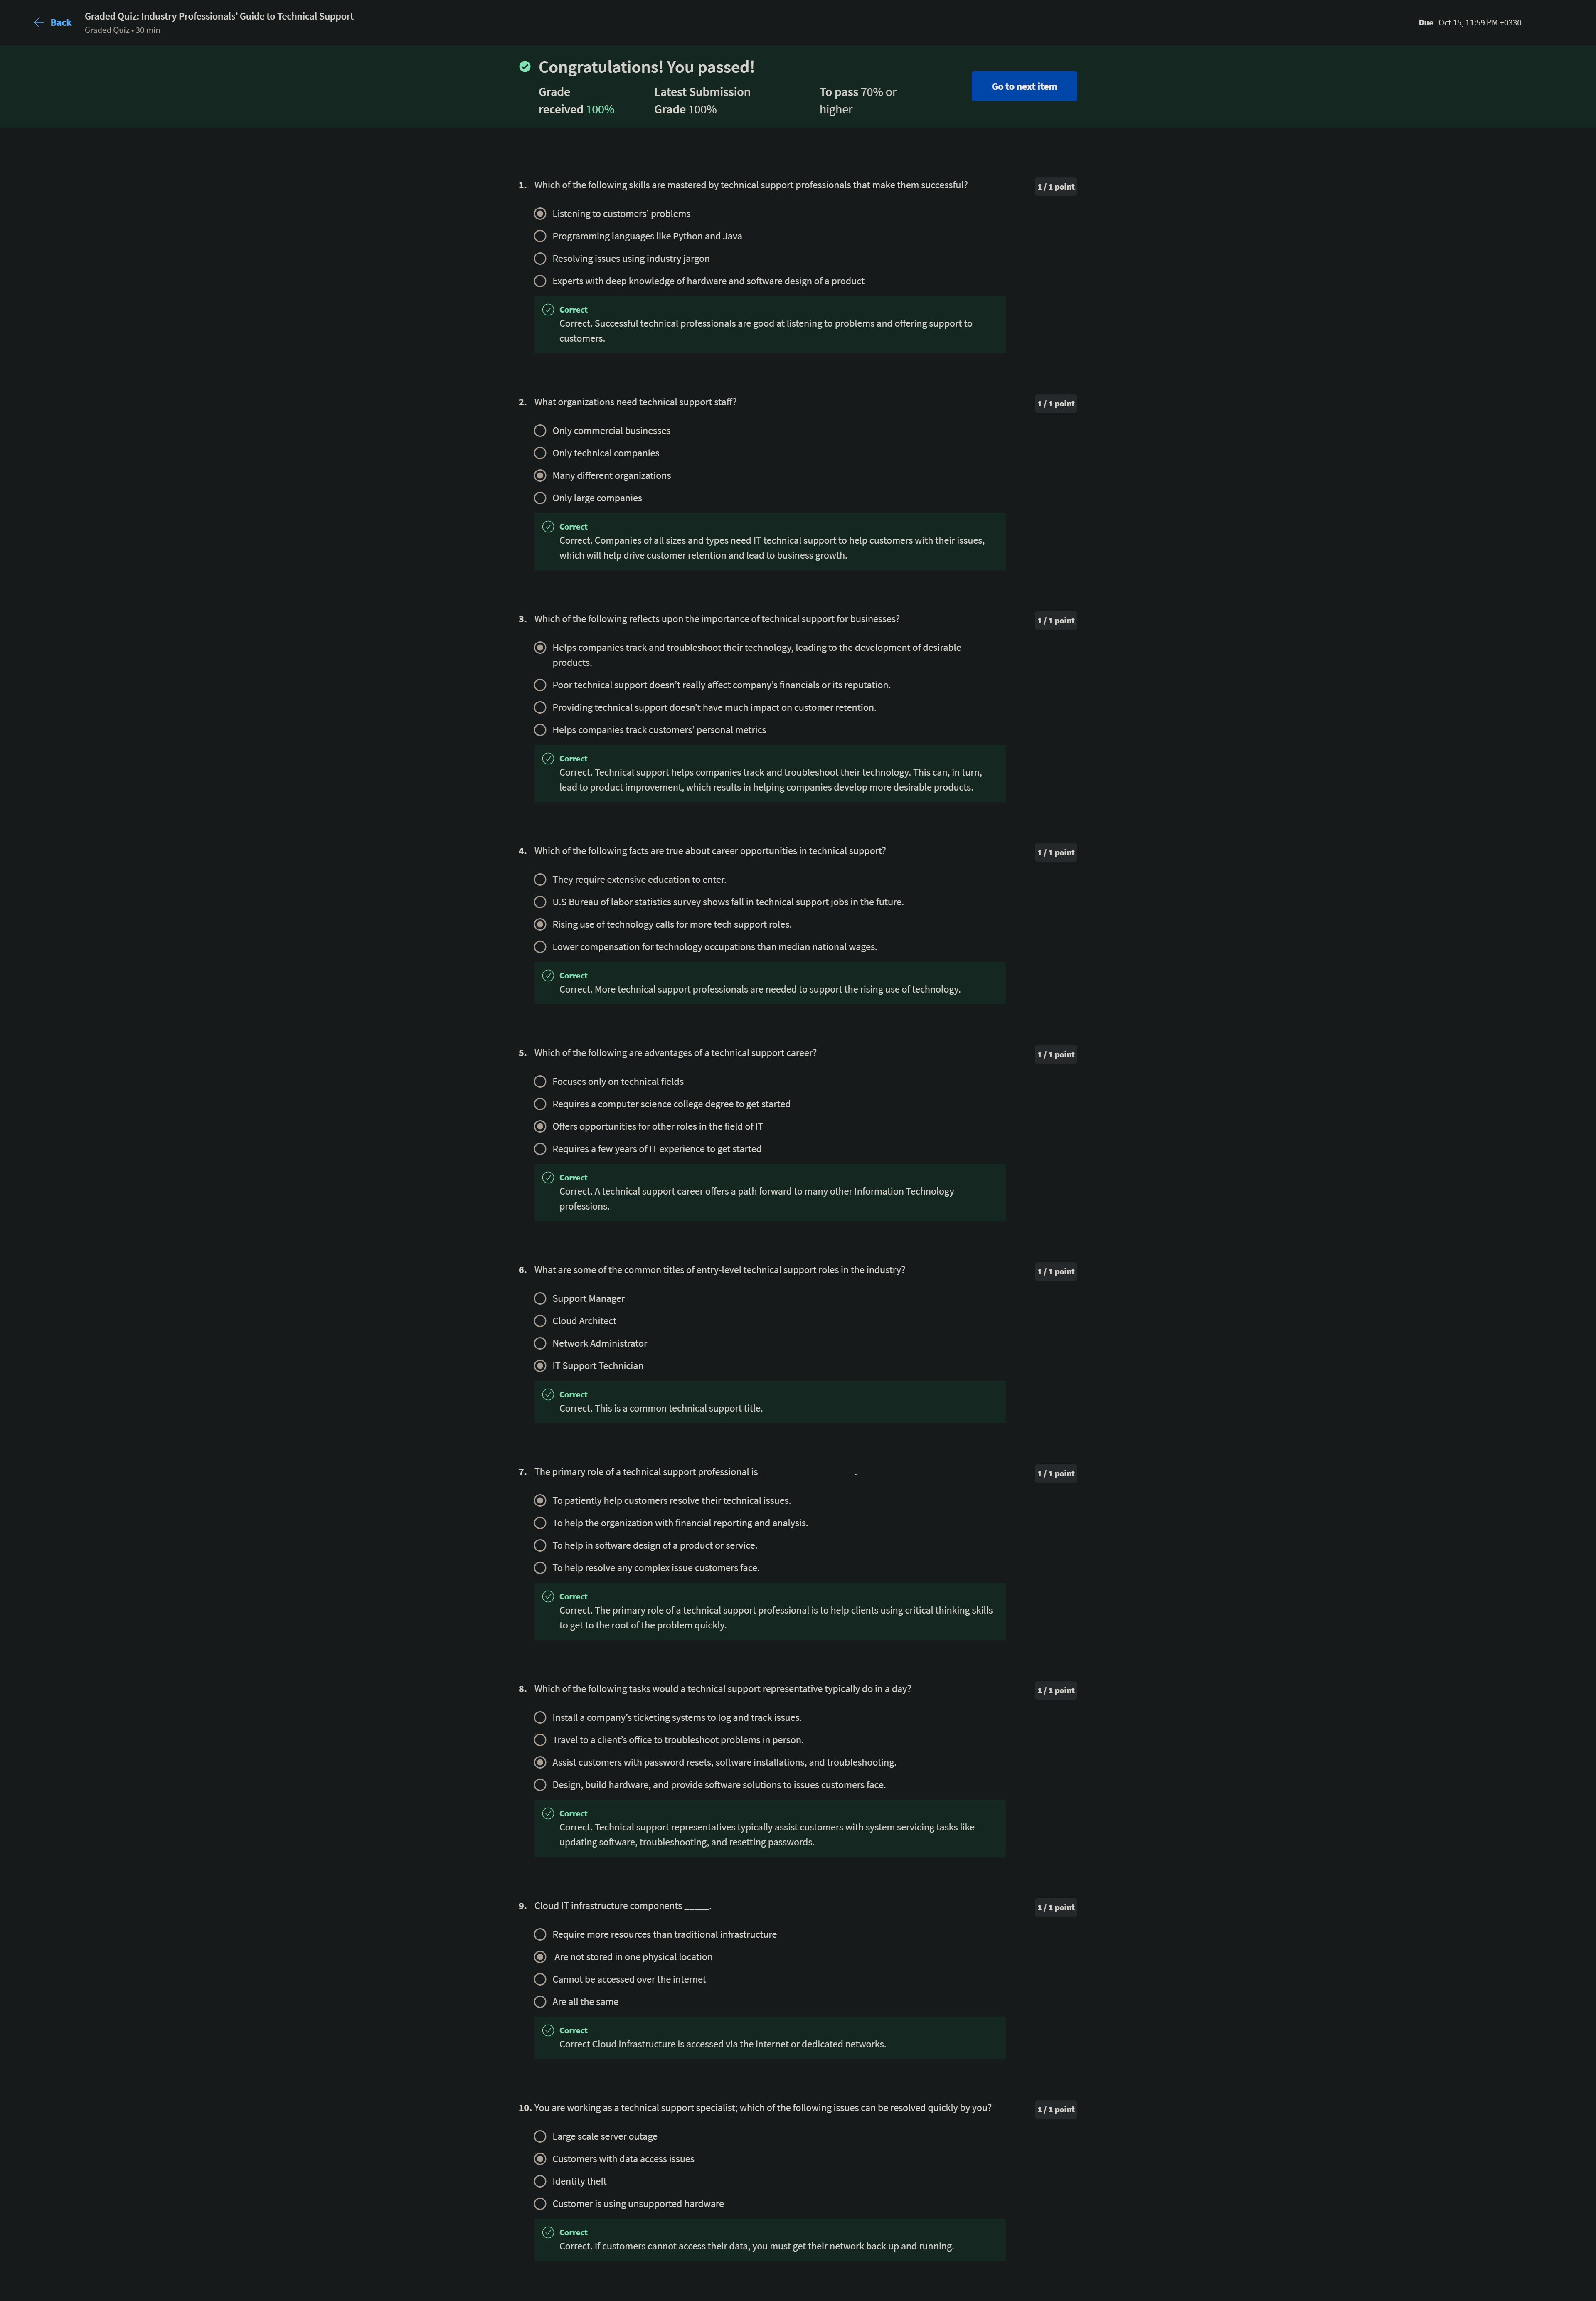 Back
Graded Quiz: Industry Professionals’ Guide to Technical Support
Graded Quiz • 30 min
Due Oct 15, 11:59 PM +0330
Congratulations! You passed!
Grade
received 100%
Latest Submission
Grade 100%
To pass 70% or
higher
Go to next item
1. Which of the following skills are mastered by technical support professionals that make them successful?
1 / 1 point
Listening to customers’ problems
Programming languages like Python and Java
Resolving issues using industry jargon
Experts with deep knowledge of hardware and software design of a product
Correct
Correct. Successful technical professionals are good at listening to problems and offering support to
customers.
2. What organizations need technical support staff?
1 / 1 point
Only commercial businesses
Only technical companies
Many different organizations
Only large companies
Correct
Correct. Companies of all sizes and types need IT technical support to help customers with their issues,
which will help drive customer retention and lead to business growth.
3. Which of the following reflects upon the importance of technical support for businesses?
1 / 1 point
Helps companies track and troubleshoot their technology, leading to the development of desirable
products.
Poor technical support doesn’t really affect company’s financials or its reputation.
Providing technical support doesn’t have much impact on customer retention.
Helps companies track customers’ personal metrics
Correct
Correct. Technical support helps companies track and troubleshoot their technology. This can, in turn,
lead to product improvement, which results in helping companies develop more desirable products.
4. Which of the following facts are true about career opportunities in technical support?
1 / 1 point
They require extensive education to enter.
U.S Bureau of labor statistics survey shows fall in technical support jobs in the future.
Rising use of technology calls for more tech support roles.
Lower compensation for technology occupations than median national wages.
Correct
Correct. More technical support professionals are needed to support the rising use of technology.
5. Which of the following are advantages of a technical support career?
1 / 1 point
Focuses only on technical fields
Requires a computer science college degree to get started
Offers opportunities for other roles in the field of IT
Requires a few years of IT experience to get started
Correct
Correct. A technical support career offers a path forward to many other Information Technology
professions.
6. What are some of the common titles of entry-level technical support roles in the industry?
1 / 1 point
Support Manager
Cloud Architect
Network Administrator
IT Support Technician
Correct
Correct. This is a common technical support title.
7. The primary role of a technical support professional is ___________________.
1 / 1 point
To patiently help customers resolve their technical issues.
To help the organization with financial reporting and analysis.
To help in software design of a product or service.
To help resolve any complex issue customers face.
Correct
Correct. The primary role of a technical support professional is to help clients using critical thinking skills
to get to the root of the problem quickly.
8. Which of the following tasks would a technical support representative typically do in a day?
1 / 1 point
Install a company’s ticketing systems to log and track issues.
Travel to a client’s office to troubleshoot problems in person.
Assist customers with password resets, software installations, and troubleshooting.
Design, build hardware, and provide software solutions to issues customers face.
Correct
Correct. Technical support representatives typically assist customers with system servicing tasks like
updating software, troubleshooting, and resetting passwords.
9. Cloud IT infrastructure components _____.
1 / 1 point
Require more resources than traditional infrastructure
Are not stored in one physical location
Cannot be accessed over the internet
Are all the same
Correct
Correct Cloud infrastructure is accessed via the internet or dedicated networks.
10. You are working as a technical support specialist; which of the following issues can be resolved quickly by you?
1 / 1 point
Large scale server outage
Customers with data access issues
Identity theft
Customer is using unsupported hardware
Correct
Correct. If customers cannot access their data, you must get their network back up and running.